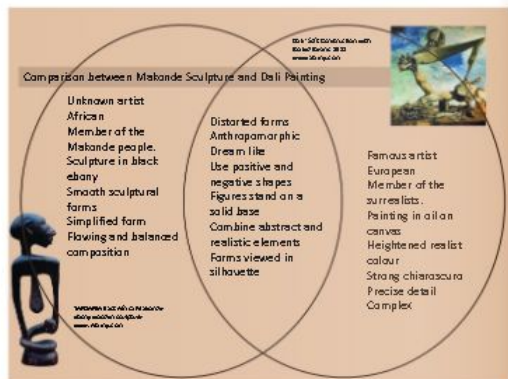 Comparison between Makonde Sculpture and Dali Painting
Unknown artist
African
Member of the
Makonde people.
Sculpture in black
ebony
Smooth sculptural
forms
Simplified form
Flowing and balanced
composition
Distorted forms
Anthropomorphic
Dream like
Use positive and
negative shapes
Figures stand on a
solid base
Combine abstract and
realistic elements
Forms viewed in
silhouette
Famous artist
European
Member of the
surrealists.
Painting in oil on
canvas
Heightened realist
colour
Strong chiaroscuro
Precise detail
Complex